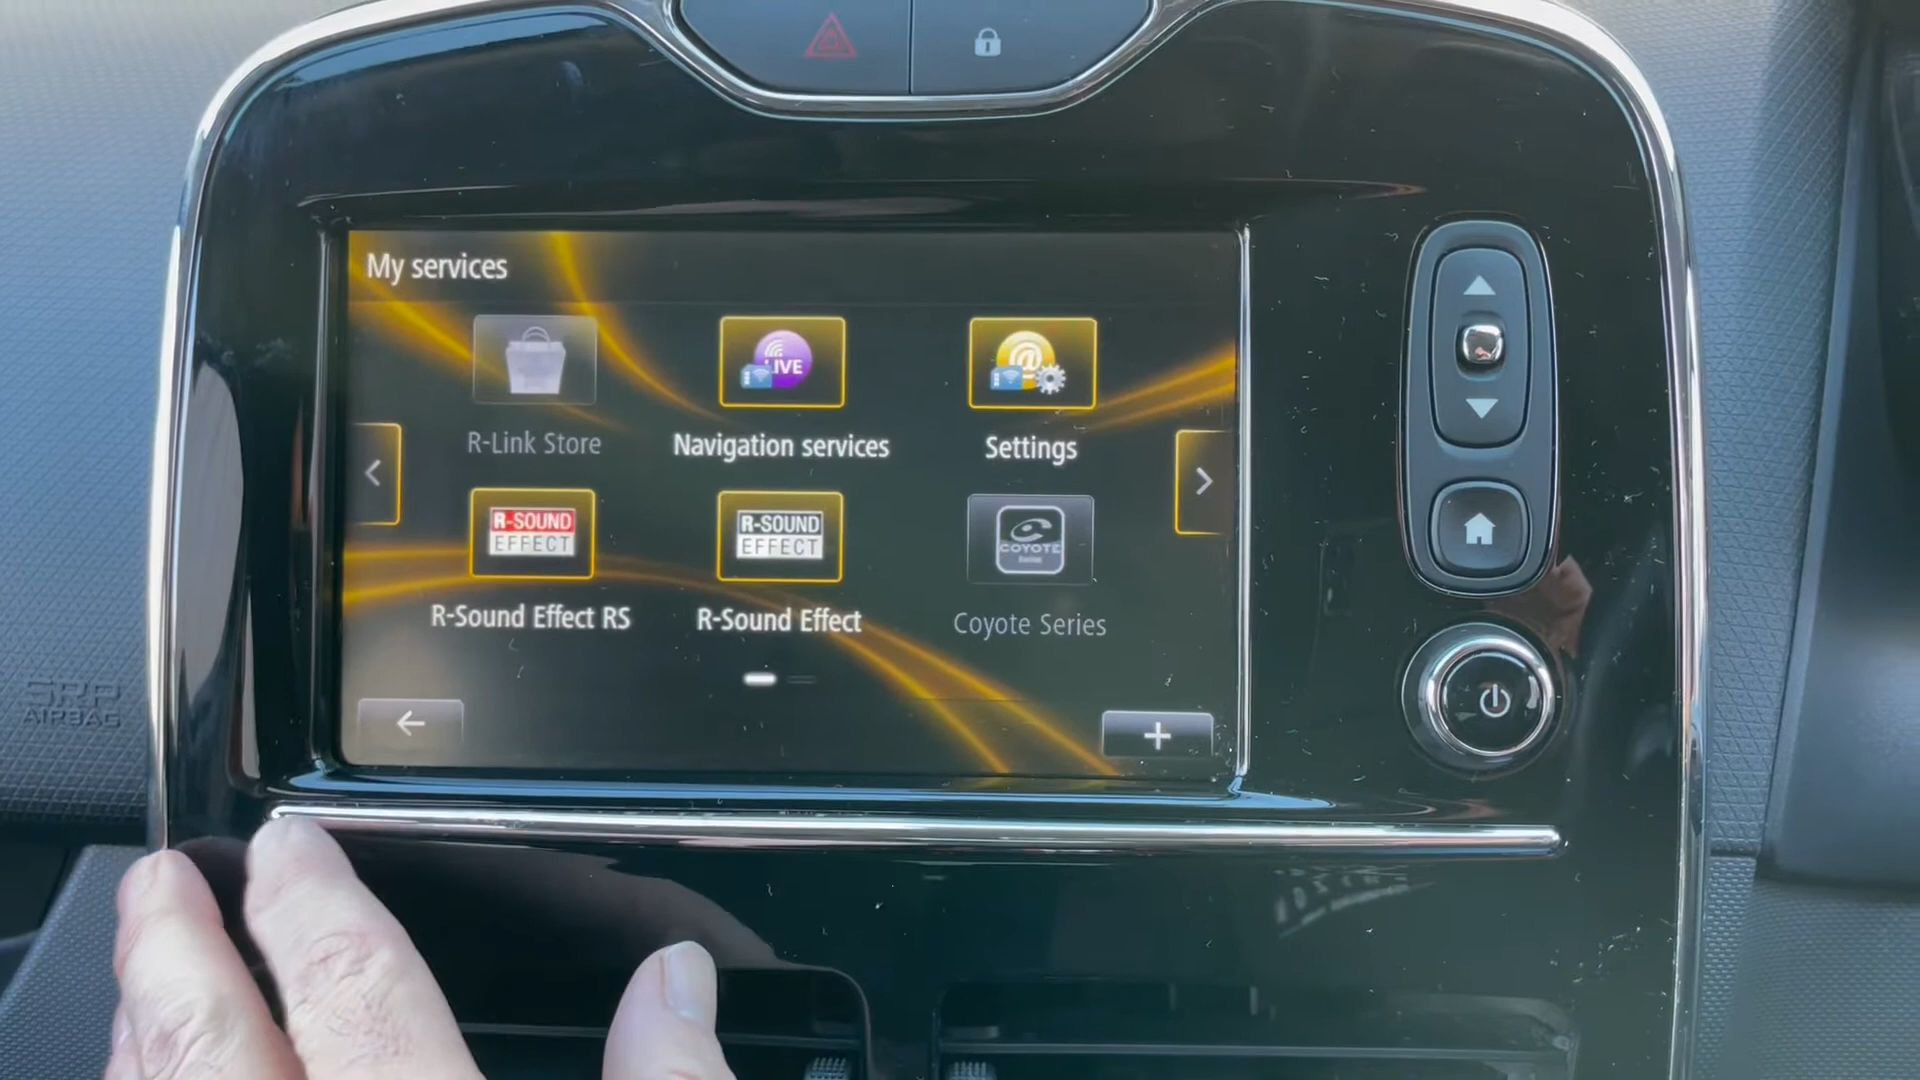 My services
LIVE
R-Link Store
Navigation services
Settings
R-SOUND
EFFECT
R-SOUND
EFFECT
COYOTE
R-Sound Effect RS
R-Sound Effect
Coyote Series
SRP
AIRBAG